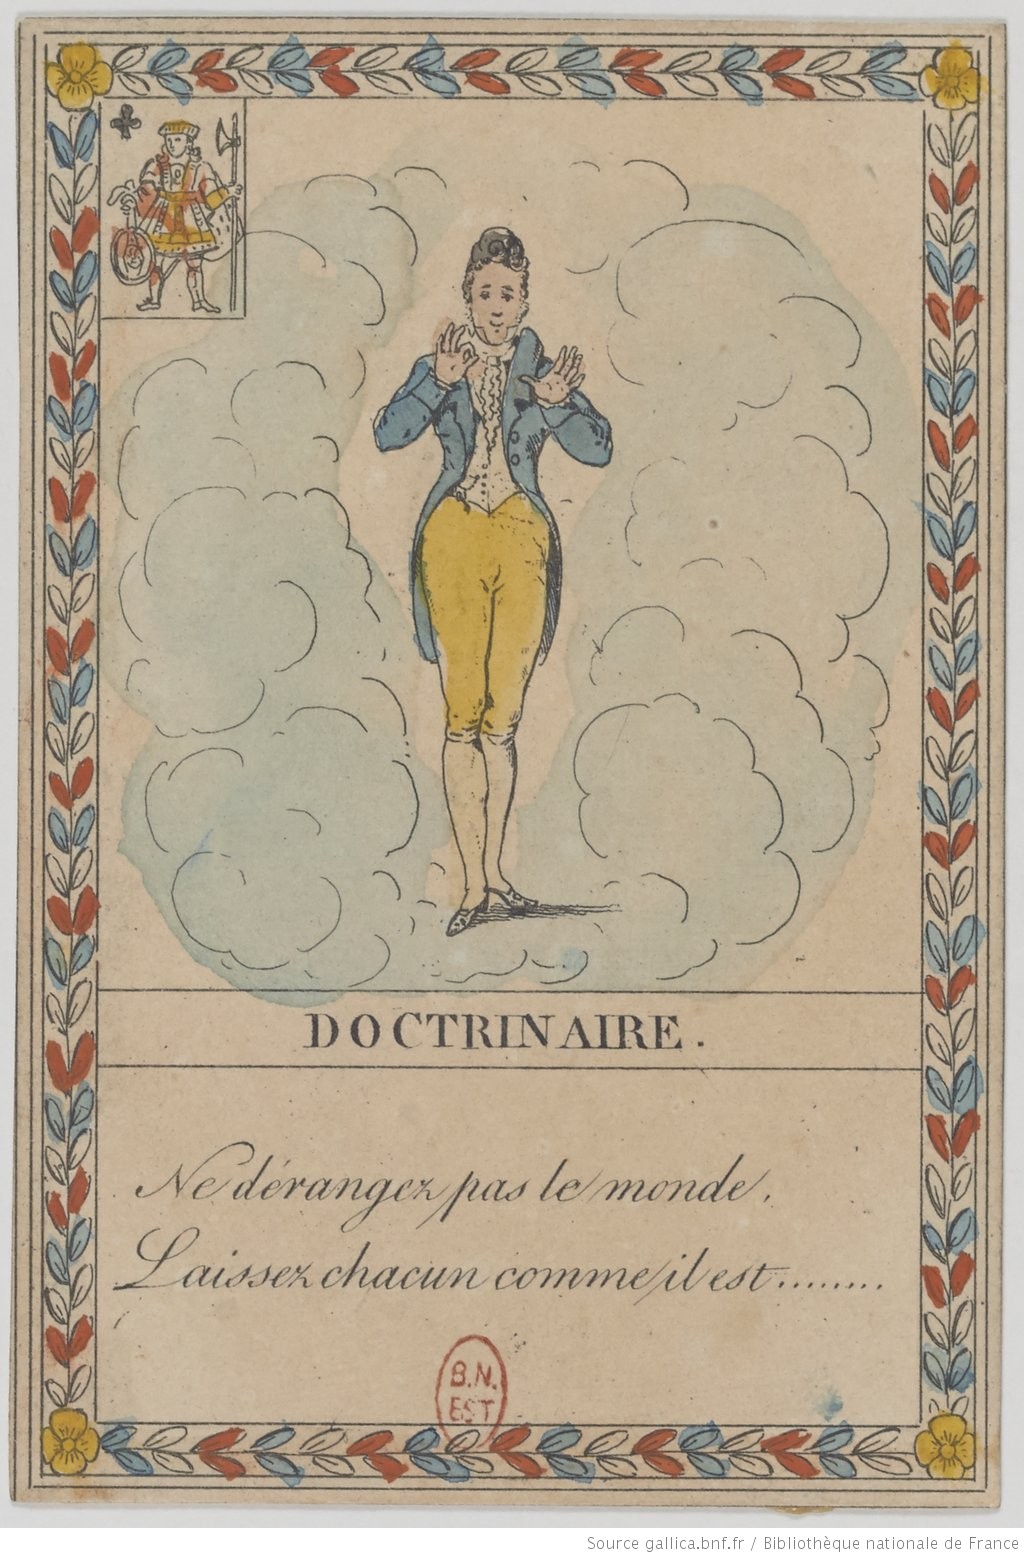 DOCTRINAIRE.
Ne dérangez pas le monde,
Laissez chacun comme il est........
B.N.
EST
Source gallica.bnf.fr / Bibliothèque nationale de France